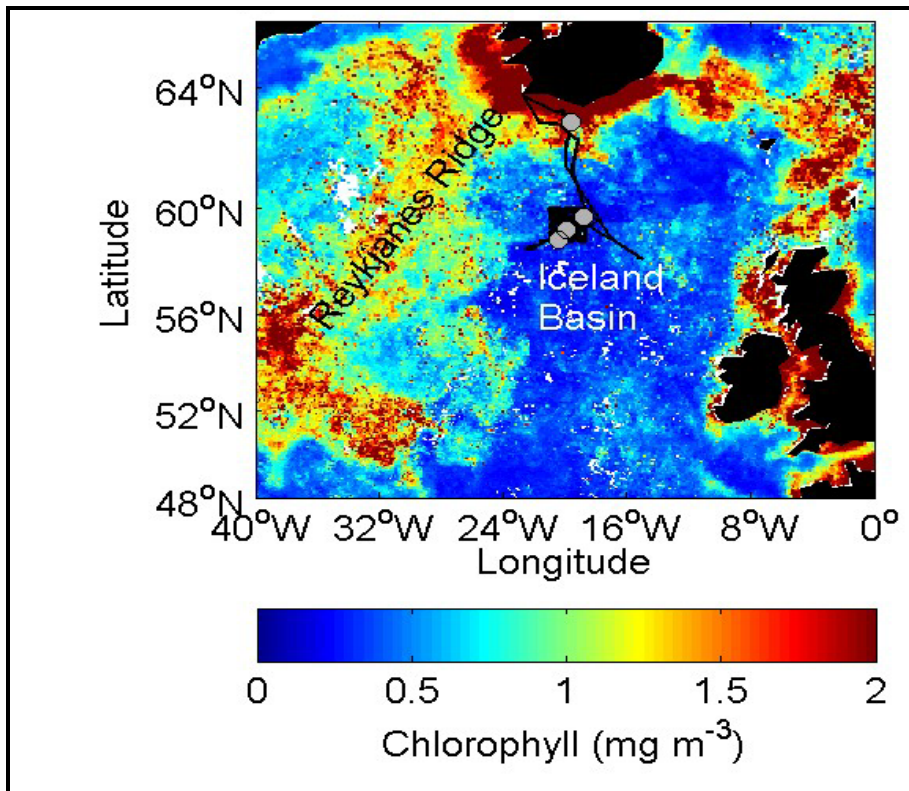 64°N
60°N
56°N
52°N
48°N
Latitude
Reykjanes Ridge
Iceland
Basin
40°W 32°W 24°W 16°W 8°W 0°
Longitude
0 0.5 1 1.5 2
Chlorophyll (mg m⁻³)